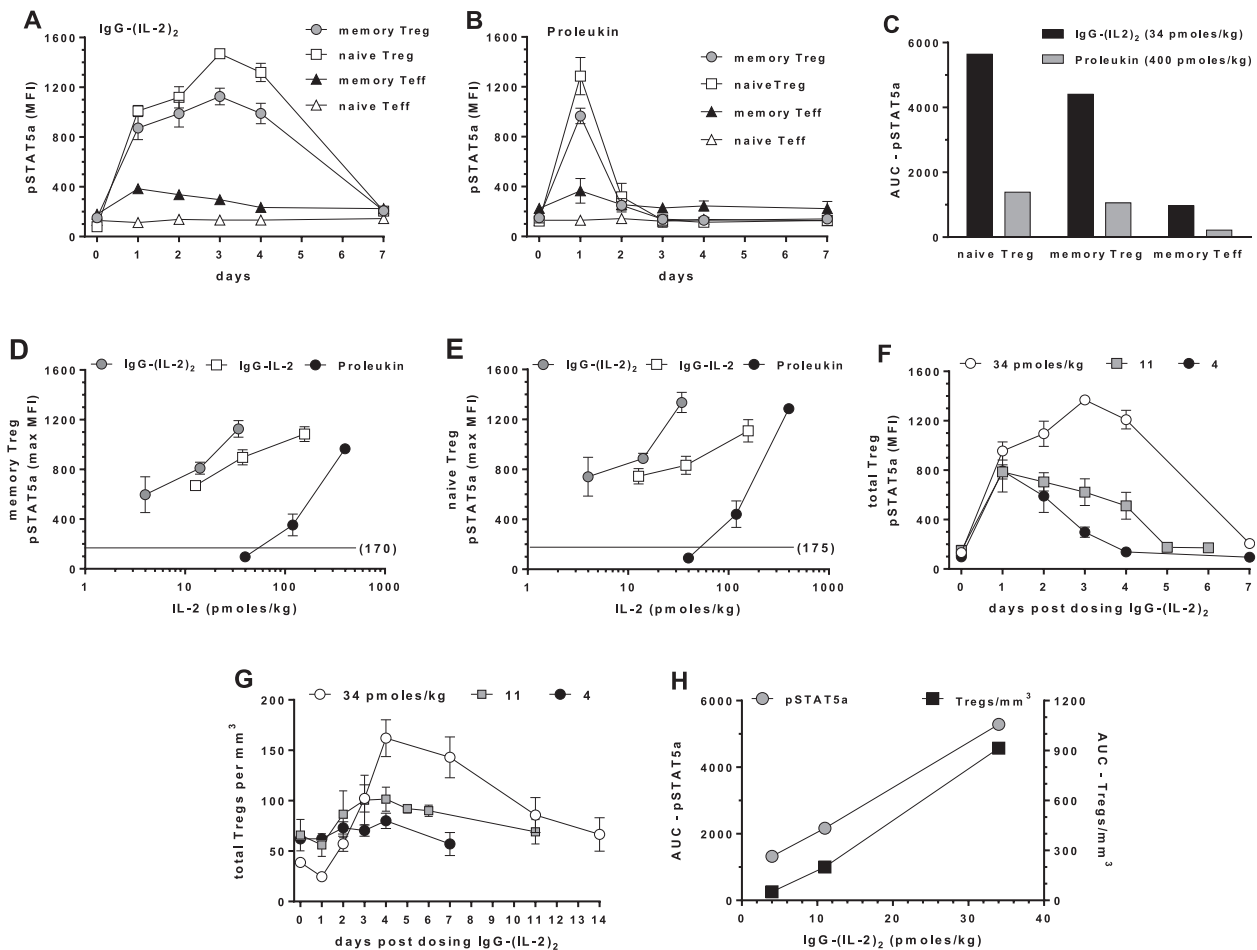 A
IgG-(IL-2)2
memory Treg
naive Treg
memory Teff
naive Teff
pSTAT5a (MFI)
1600
1200
800
400
0
0 1 2 3 4 5 6 7
days
B
Proleukin
memory Treg
naiveTreg
memory Teff
naive Teff
pSTAT5a (MFI)
1600
1200
800
400
0
0 1 2 3 4 5 6 7
days
C
IgG-(IL2)2 (34 pmoles/kg)
Proleukin (400 pmoles/kg)
AUC - pSTAT5a
6000
4000
2000
0
naive Treg memory Treg memory Teff
D
IgG-(IL-2)2 IgG-IL-2 Proleukin
memory Treg
pSTAT5a (max MFI)
1600
1200
800
400
0
(170)
1 10 100 1000
IL-2 (pmoles/kg)
E
IgG-(IL-2)2 IgG-IL-2 Proleukin
naive Treg
pSTAT5a (max MFI)
1600
1200
800
400
0
(175)
1 10 100 1000
IL-2 (pmoles/kg)
F
34 pmoles/kg 11 4
total Treg
pSTAT5a (MFI)
1600
1200
800
400
0
0 1 2 3 4 5 6 7
days post dosing IgG-(IL-2)2
G
34 pmoles/kg 11 4
total Tregs per mm3
200
150
100
50
0
0 1 2 3 4 5 6 7 8 9 10 11 12 13 14
days post dosing IgG-(IL-2)2
H
pSTAT5a Tregs/mm3
AUC - pSTAT5a
6000
4000
2000
0
1200
900
600
300
0
AUC - Tregs/mm3
0 10 20 30 40
IgG-(IL-2)2 (pmoles/kg)